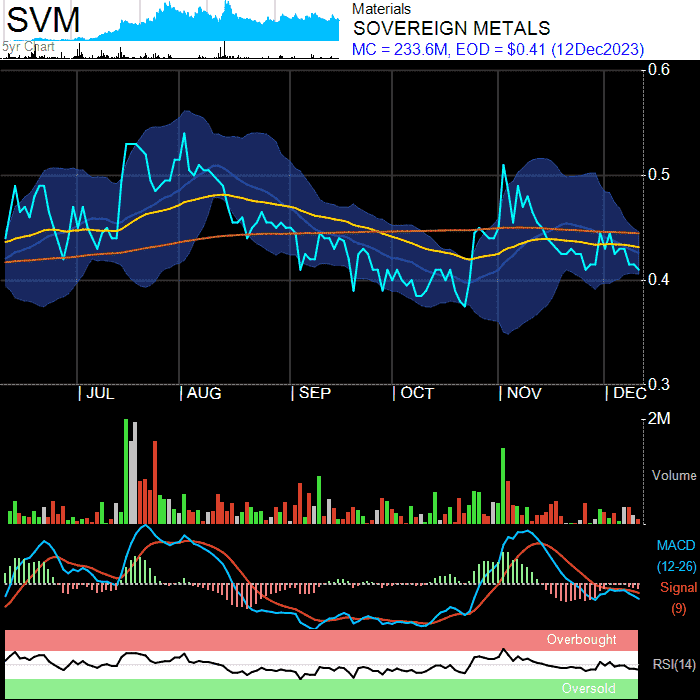 SVM
5yr Chart
Materials
SOVEREIGN METALS
MC = 233.6M, EOD = $0.41 (12Dec2023)
0.6
0.5
0.4
0.3
| JUL | AUG | SEP | OCT | NOV | DEC
2M
Volume
MACD
(12-26)
Signal
(9)
Overbought
RSI(14)
Oversold